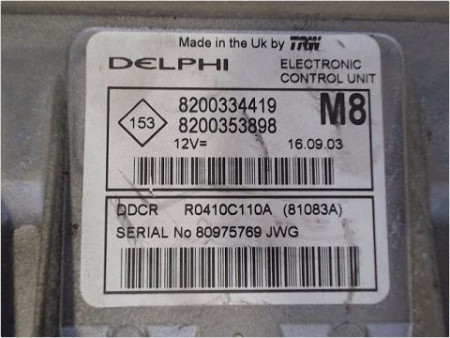 Made in the Uk by TRW
DELPHI
ELECTRONIC
CONTROL UNIT
153
8200334419
8200353898
M8
12V=
16.09.03
DDCR R0410C110A (81083A)
SERIAL No 80975769 JWG